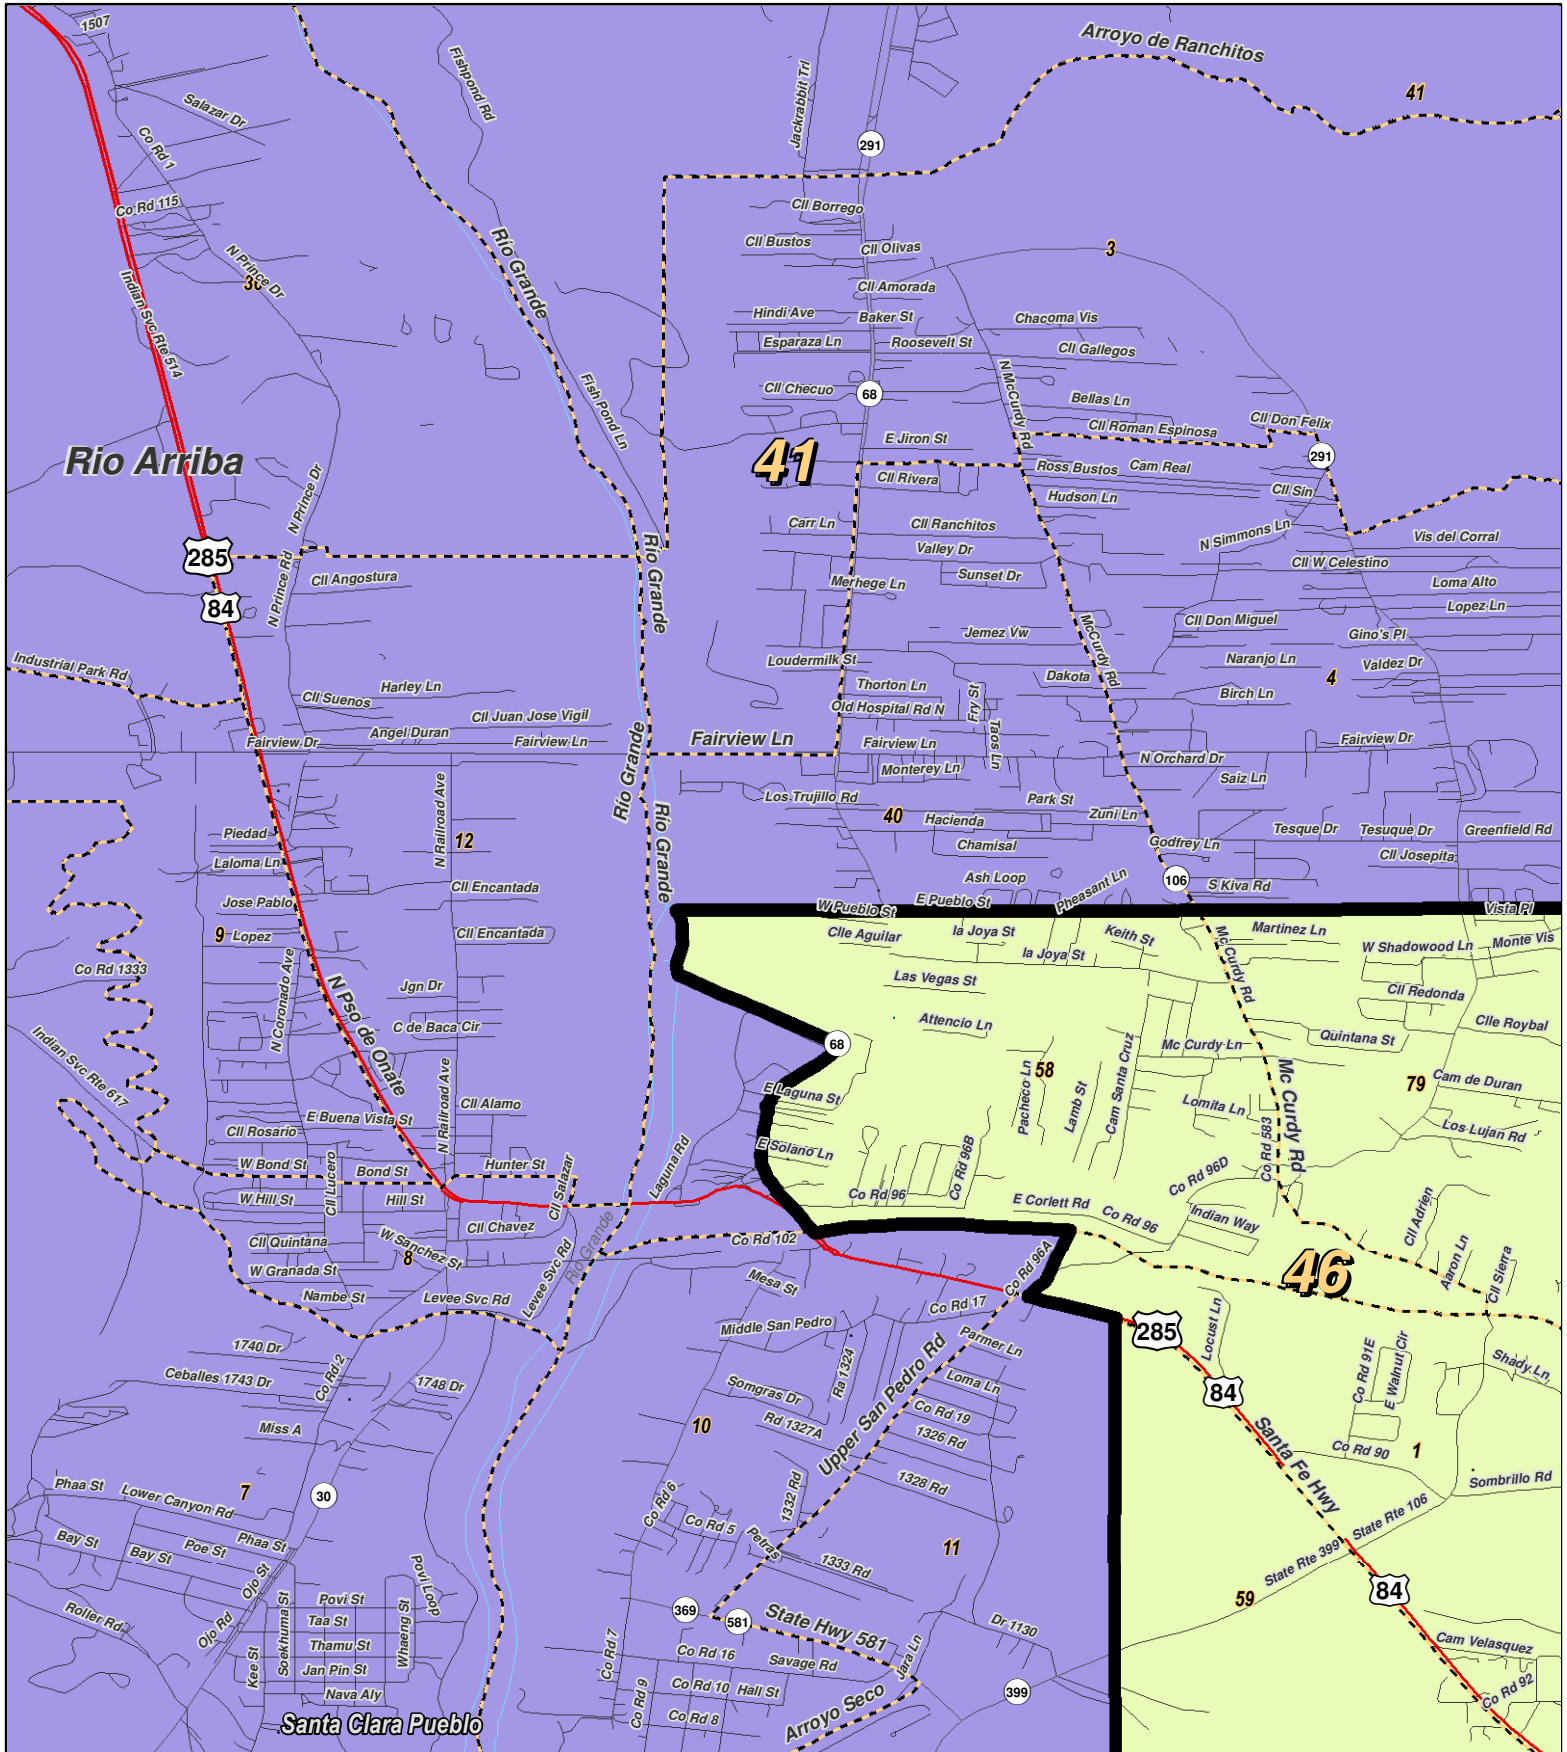 1507
Arroyo de Ranchitos
Fishpond Rd
Jackrabbit Trl
41
Salazar Dr
Co Rd 1
291
Co Rd 115
Cll Borrego
Cll Bustos
Cll Olivas
3
N Prince Dr
Rio Grande
36
Indian Svc Rte 514
Cll Amorada
Hindi Ave
Baker St
Chacoma Vis
Esparaza Ln
Roosevelt St
Cll Gallegos
Cll Checuo
68
N McCurdy Rd
Bellas Ln
Fish Pond Ln
Cll Roman Espinosa
Cll Don Felix
Rio Arriba
41
E Jiron St
291
Ross Bustos
Cam Real
Cll Rivera
Cll Sin
Hudson Ln
N Prince Dr
Carr Ln
Cll Ranchitos
N Simmons Ln
Vis del Corral
285
Rio Grande
Valley Dr
Cll W Celestino
N Prince Rd
Cll Angostura
Merhege Ln
Sunset Dr
Loma Alto
84
Lopez Ln
Cll Don Miguel
McCurdy Rd
Jemez Vw
Gino's Pl
Industrial Park Rd
Loudermilk St
Naranjo Ln
Valdez Dr
Dakota
4
Harley Ln
Thorton Ln
Fry St
Birch Ln
Cll Suenos
Old Hospital Rd N
Cll Juan Jose Vigil
Taos Ln
Angel Duran
Fairview Dr
Fairview Ln
Fairview Ln
Fairview Ln
Fairview Dr
Rio Grande
N Orchard Dr
Monterey Ln
Saiz Ln
N Railroad Ave
Los Trujillo Rd
Park St
Rio Grande
40
Hacienda
Zuni Ln
Piedad
12
Tesque Dr
Tesuque Dr
Greenfield Rd
Chamisal
Godfrey Ln
Laloma Ln
Cll Josepita
Ash Loop
Pheasant Ln
106
S Kiva Rd
Cll Encantada
Jose Pablo
W Pueblo St
E Pueblo St
Vista Pl
9
Lopez
Cll Encantada
Clle Aguilar
la Joya St
Keith St
Martinez Ln
W Shadowood Ln
Monte Vis
la Joya St
Mc Curdy Rd
Co Rd 1333
Las Vegas St
N Coronado Ave
N Pso de Onate
Jgn Dr
Cll Redonda
C de Baca Cir
Attencio Ln
Clle Roybal
68
Quintana St
Mc Curdy Ln
Indian Svc Rte 617
58
Pacheco Ln
Cam Santa Cruz
Mc Curdy Rd
79
Cam de Duran
E Laguna St
Lamb St
Lomita Ln
Cll Alamo
E Buena Vista St
N Railroad Ave
Cll Rosario
Los Lujan Rd
E Solano Ln
Co Rd 583
W Bond St
Bond St
Hunter St
Laguna Rd
Co Rd 96B
Co Rd 96D
Cll Lucero
Cll Salazar
W Hill St
Hill St
Co Rd 96
E Corlett Rd
Co Rd 96
Indian Way
Cll Adrien
Cll Chavez
Cll Quintana
W Sanchez St
Co Rd 102
Rio Grande
8
Aaron Ln
Cll Sierra
W Granada St
Levee Svc Rd
Mesa St
Co Rd 96A
46
Nambe St
Levee Svc Rd
Co Rd 17
Middle San Pedro
285
Locust Ln
1740 Dr
Parmer Ln
Co Rd 91E
E Walnut Cir
Shady Ln
Ceballes 1743 Dr
Co Rd 2
1748 Dr
Somgras Dr
Ra 1324
Upper San Pedro Rd
Loma Ln
84
Co Rd 19
Miss A
10
Rd 1327A
1326 Rd
Santa Fe Hwy
Co Rd 90
1
Phaa St
Lower Canyon Rd
7
30
1328 Rd
Sombrillo Rd
1332 Rd
Co Rd 6
State Rte 106
Co Rd 5
Petras
Bay St
Bay St
Poe St
Phaa St
11
State Rte 399
1333 Rd
Povi Loop
Ojo St
84
59
Roller Rd
Ojo Rd
Povi St
369
581
State Hwy 581
Dr 1130
Taa St
Soekhuma St
Whaeng St
Thamu St
Co Rd 7
Co Rd 16
Savage Rd
Jara Ln
Cam Velasquez
Kee St
Jan Pin St
Co Rd 9
Co Rd 10
Hall St
399
Co Rd 92
Nava Aly
Arroyo Seco
Co Rd 8
Santa Clara Pueblo